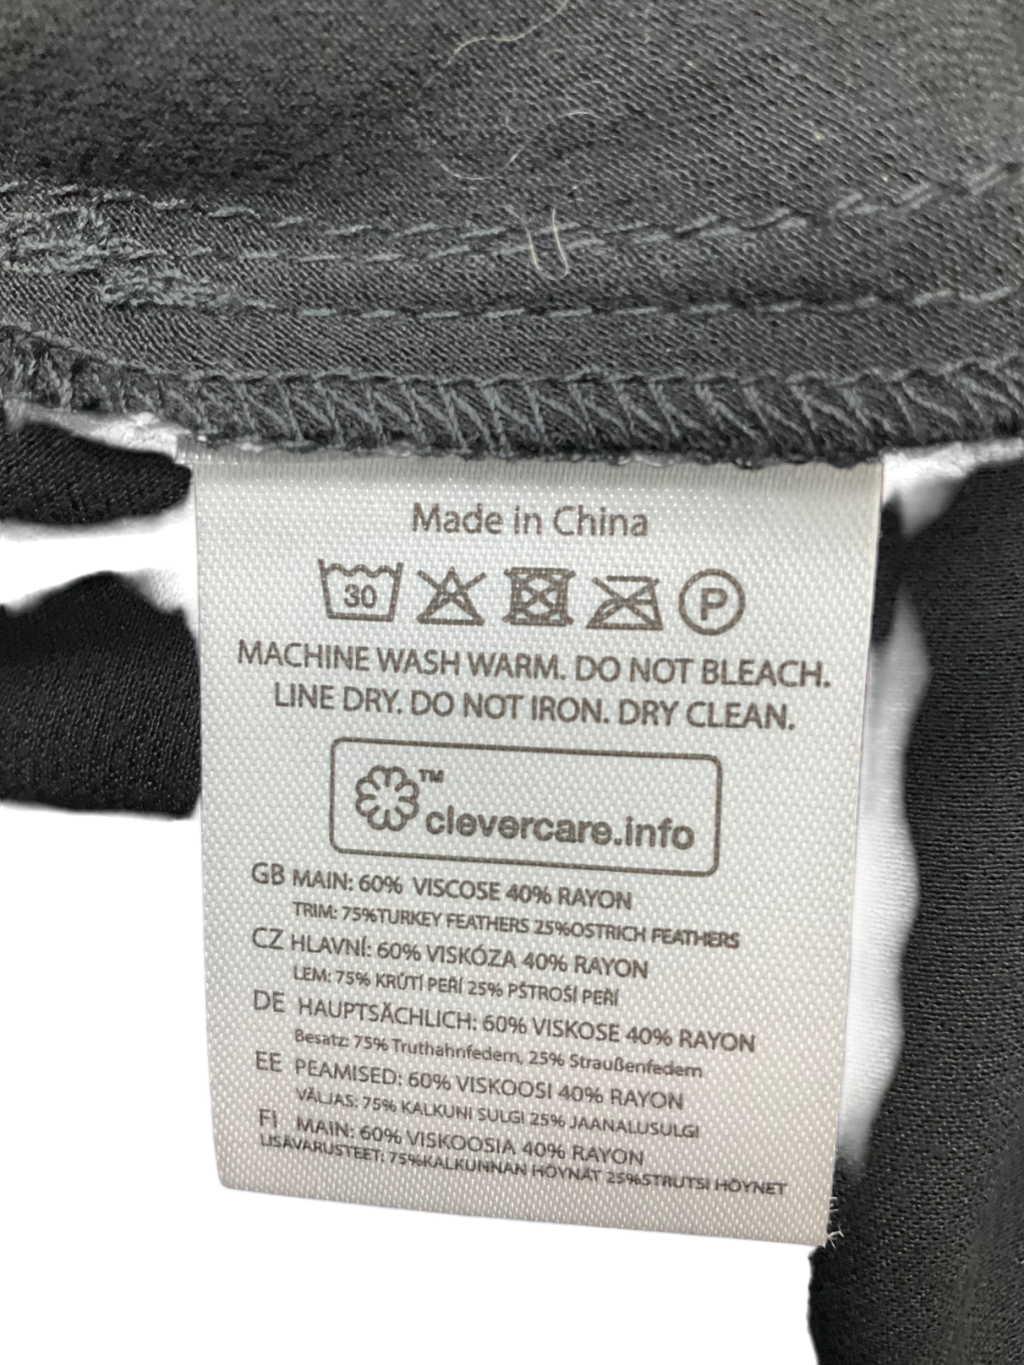 Made in China
30 P
MACHINE WASH WARM. DO NOT BLEACH.
LINE DRY. DO NOT IRON. DRY CLEAN.
TM
clevercare.info
GB MAIN: 60% VISCOSE 40% RAYON
TRIM: 75%TURKEY FEATHERS 25%OSTRICH FEATHERS
CZ HLAVNÍ: 60% VISKÓZA 40% RAYON
LEM: 75% KRŮTÍ PEŘÍ 25% PŠTROSÍ PEŘÍ
DE HAUPTSÄCHLICH: 60% VISKOSE 40% RAYON
Besatz: 75% Truthahnfedern, 25% Straußenfedern
EE PEAMISED: 60% VISKOOSI 40% RAYON
VÄLJAS: 75% KALKUNI SULGI 25% JAANALUSULGI
FI MAIN: 60% VISKOOSIA 40% RAYON
LISÄVARUSTEET: 75%KALKUNNAN HÖYNÄT 25%STRUTSI HÖYNET